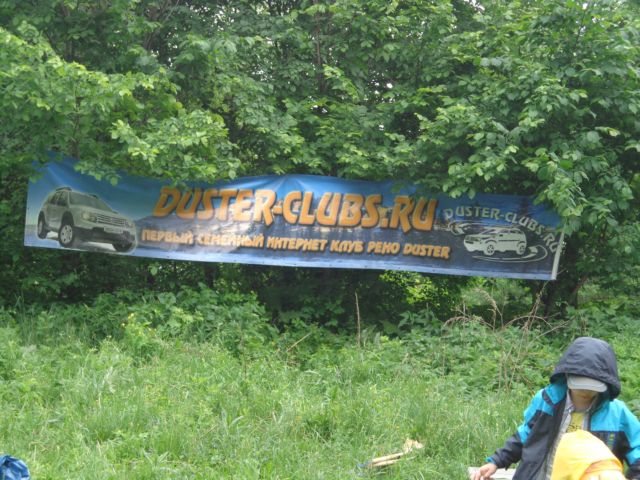 DUSTER-CLUBS.RU
ПЕРВЫЙ СЕМЕЙНЫЙ ИНТЕРНЕТ КЛУБ РЕНО DUSTER
DUSTER-CLUBS.RU